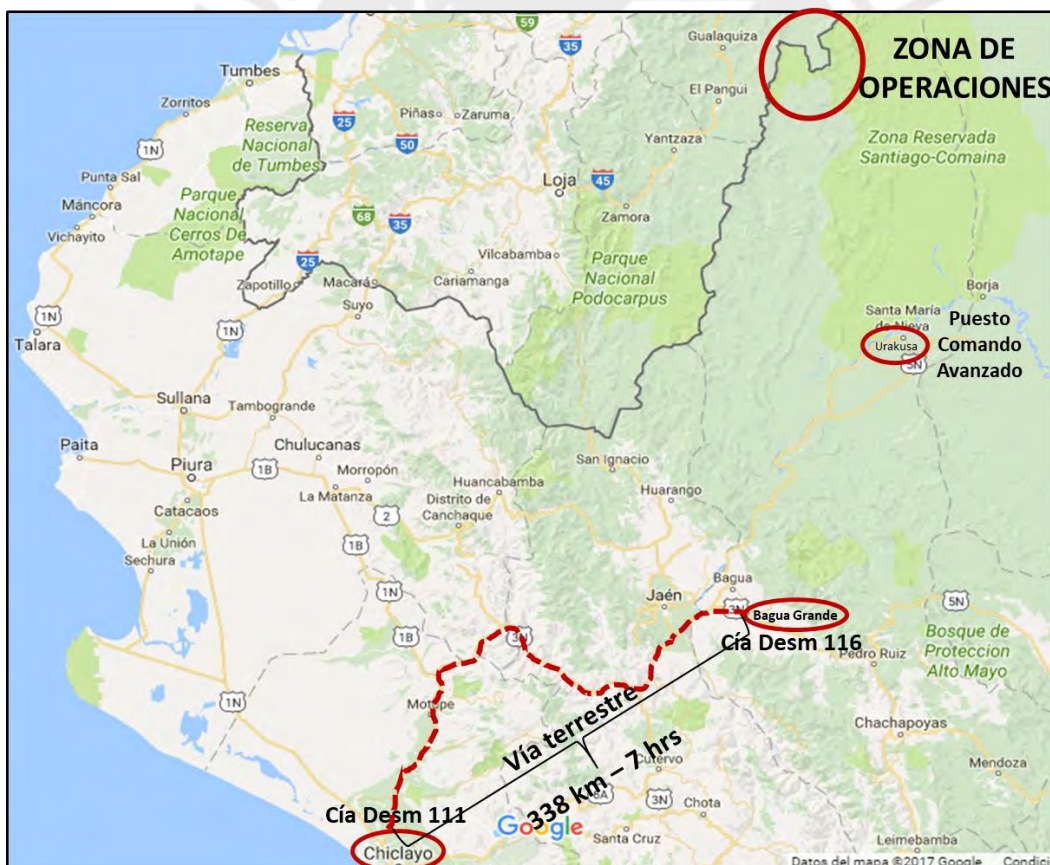 59
Gualaquiza
35
ZONA DE
OPERACIONES
Tumbes
Zorritos
El Pangui
Piñas
Zaruma
25
Reserva
Nacional
de Tumbes
1N
50
Yantzaza
Zona Reservada
Santiago-Comaina
Punta Sal
Loja
45
Máncora
Parque
Nacional
Cerros De
Amotape
68
35
Zamora
Vichayito
Vilcabamba
25
Parque
Nacional
Podocarpus
Zapotillo
Macará
Cariamanga
Borja
1N
Suyo
Santa María
de Nieva
Puesto
Comando
Avanzado
Talara
1N
Urakusa
5N
Sullana
Tambogrande
Paita
Chulucanas
San Ignacio
Piura
1B
Morropón
Huancabamba
Huarango
La Matanza
Distrito de
Canchaque
Catacaos
2
La Unión
1B
Sechura
Bagua
Jaén
1N
3N
Bagua Grande
5N
1B
3N
Cía Desm 116
Bosque de
Protección
Alto Mayo
Pedro Ruiz
1N
Motupe
Vía terrestre
Chachapoyas
338 km – 7 hrs
Cutervo
Mendoza
Cía Desm 111
3N
Chota
Google
Santa Cruz
Leimebamba
Chiclayo
Datos del mapa ©2017 Google